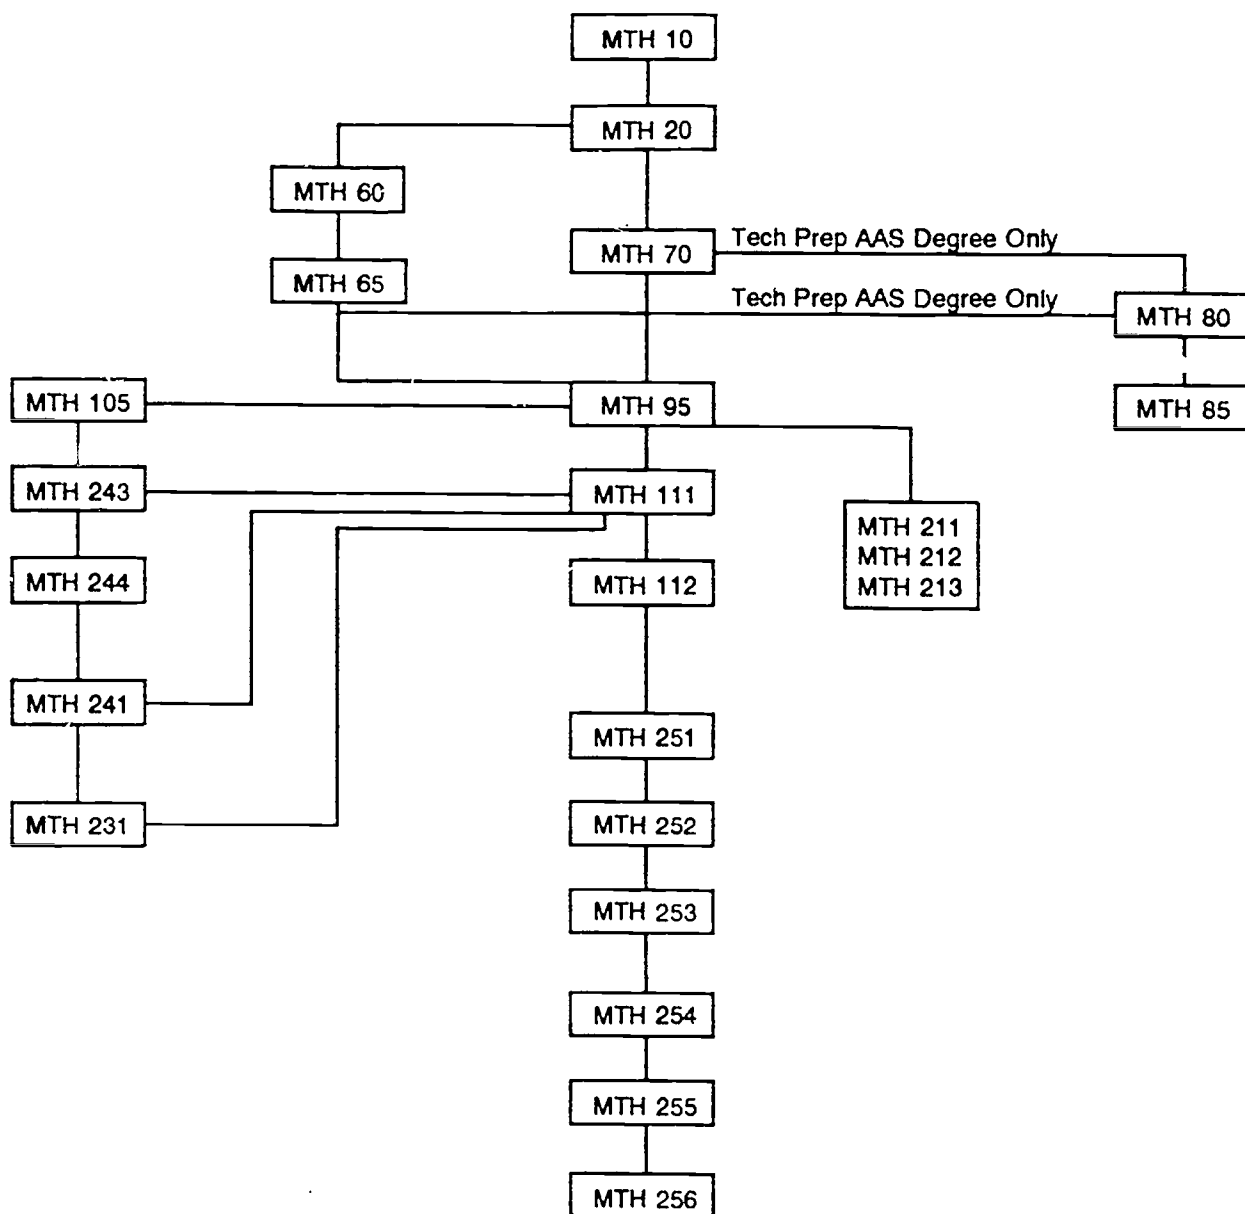 MTH 10
MTH 20
MTH 60
MTH 70
Tech Prep AAS Degree Only
MTH 65
Tech Prep AAS Degree Only
MTH 80
MTH 105
MTH 95
MTH 85
MTH 243
MTH 111
MTH 211
MTH 212
MTH 213
MTH 244
MTH 112
MTH 241
MTH 251
MTH 231
MTH 252
MTH 253
MTH 254
MTH 255
MTH 256